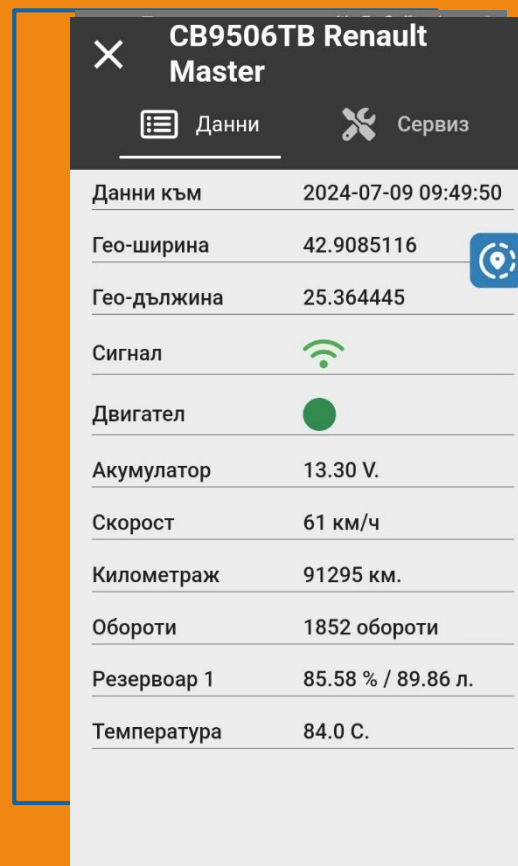 CB9506TB Renault
Master
Данни
Сервиз
Данни към 2024-07-09 09:49:50
Гео-ширина 42.9085116
Гео-дължина 25.364445
Сигнал
Двигател
Акумулатор 13.30 V.
Скорост 61 км/ч
Километраж 91295 км.
Обороти 1852 обороти
Резервоар 1 85.58 % / 89.86 л.
Температура 84.0 C.